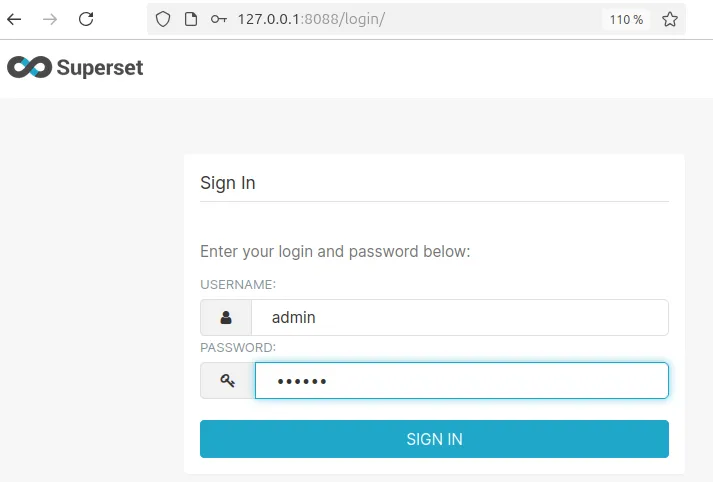 127.0.0.1:8088/login/ 110 %
Superset
Sign In
Enter your login and password below:
USERNAME:
admin
PASSWORD:
••••••
SIGN IN